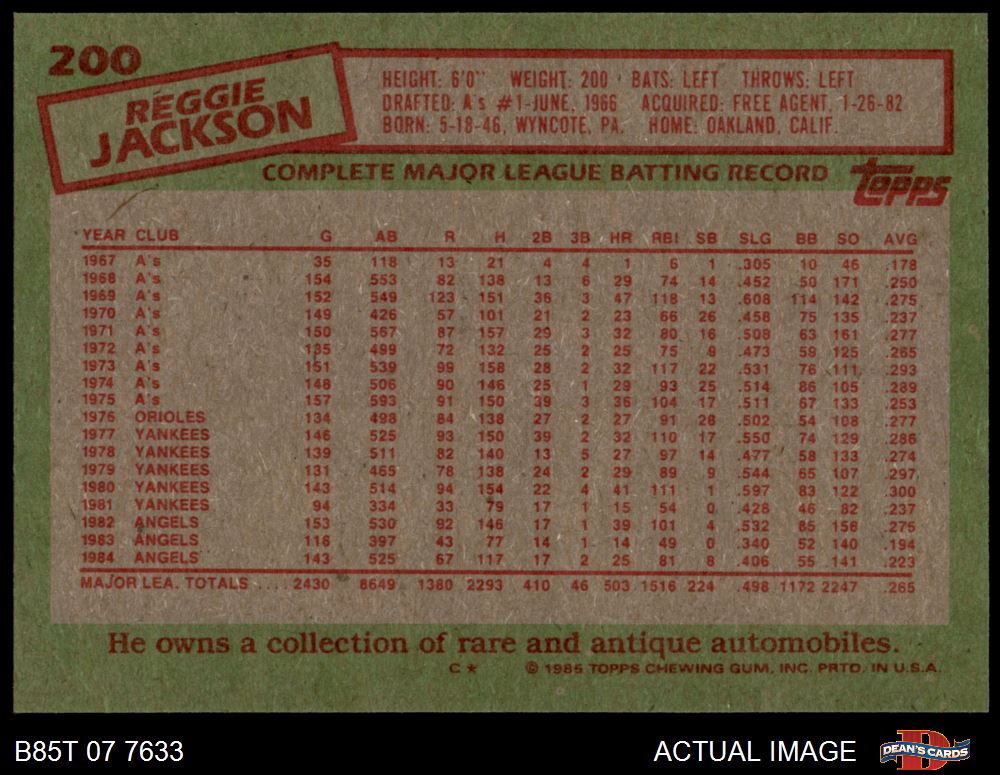 200
REGGIE
JACKSON
HEIGHT: 6'0" WEIGHT: 200 BATS: LEFT THROWS: LEFT
DRAFTED: A's #1-JUNE, 1966 ACQUIRED: FREE AGENT, 1-26-82
BORN: 5-18-46, WYNCOTE, PA. HOME: OAKLAND, CALIF.
COMPLETE MAJOR LEAGUE BATTING RECORD topps
YEAR CLUB G AB R H 2B 3B HR RBI SB SLG BB SO AVG
1967 A's 35 118 13 21 4 4 1 6 1 .305 10 46 .178
1968 A's 154 553 82 138 13 6 29 74 14 .452 50 171 .250
1969 A's 152 549 123 151 36 3 47 118 13 .608 114 142 .275
1970 A's 149 426 57 101 21 2 23 66 26 .458 75 135 .237
1971 A's 150 567 87 157 29 3 32 80 16 .508 63 161 .277
1972 A's 135 499 72 132 25 2 25 75 9 .473 59 125 .265
1973 A's 151 539 99 158 28 2 32 117 22 .531 76 111 .293
1974 A's 148 506 90 146 25 1 29 93 25 .514 86 105 .289
1975 A's 157 593 91 150 39 3 36 104 17 .511 67 133 .253
1976 ORIOLES 134 498 84 138 27 2 27 91 28 .502 54 108 .277
1977 YANKEES 146 525 93 150 39 2 32 110 17 .550 74 129 .286
1978 YANKEES 139 511 82 140 13 5 27 97 14 .477 58 133 .274
1979 YANKEES 131 465 78 138 24 2 29 89 9 .544 65 107 .297
1980 YANKEES 143 514 94 154 22 4 41 111 1 .597 83 122 .300
1981 YANKEES 94 334 33 79 17 1 15 54 0 .428 46 82 .237
1982 ANGELS 153 530 92 146 17 1 39 101 4 .532 85 156 .275
1983 ANGELS 116 397 43 77 14 1 14 49 0 .340 52 140 .194
1984 ANGELS 143 525 67 117 17 2 25 81 8 .406 55 141 .223
MAJOR LEA. TOTALS .... 2430 8649 1380 2293 410 46 503 1516 224 .498 1172 2247 .265
He owns a collection of rare and antique automobiles.
C* © 1985 TOPPS CHEWING GUM, INC. PRTD. IN U.S.A.
B85T 07 7633 ACTUAL IMAGE D DEAN'S CARDS